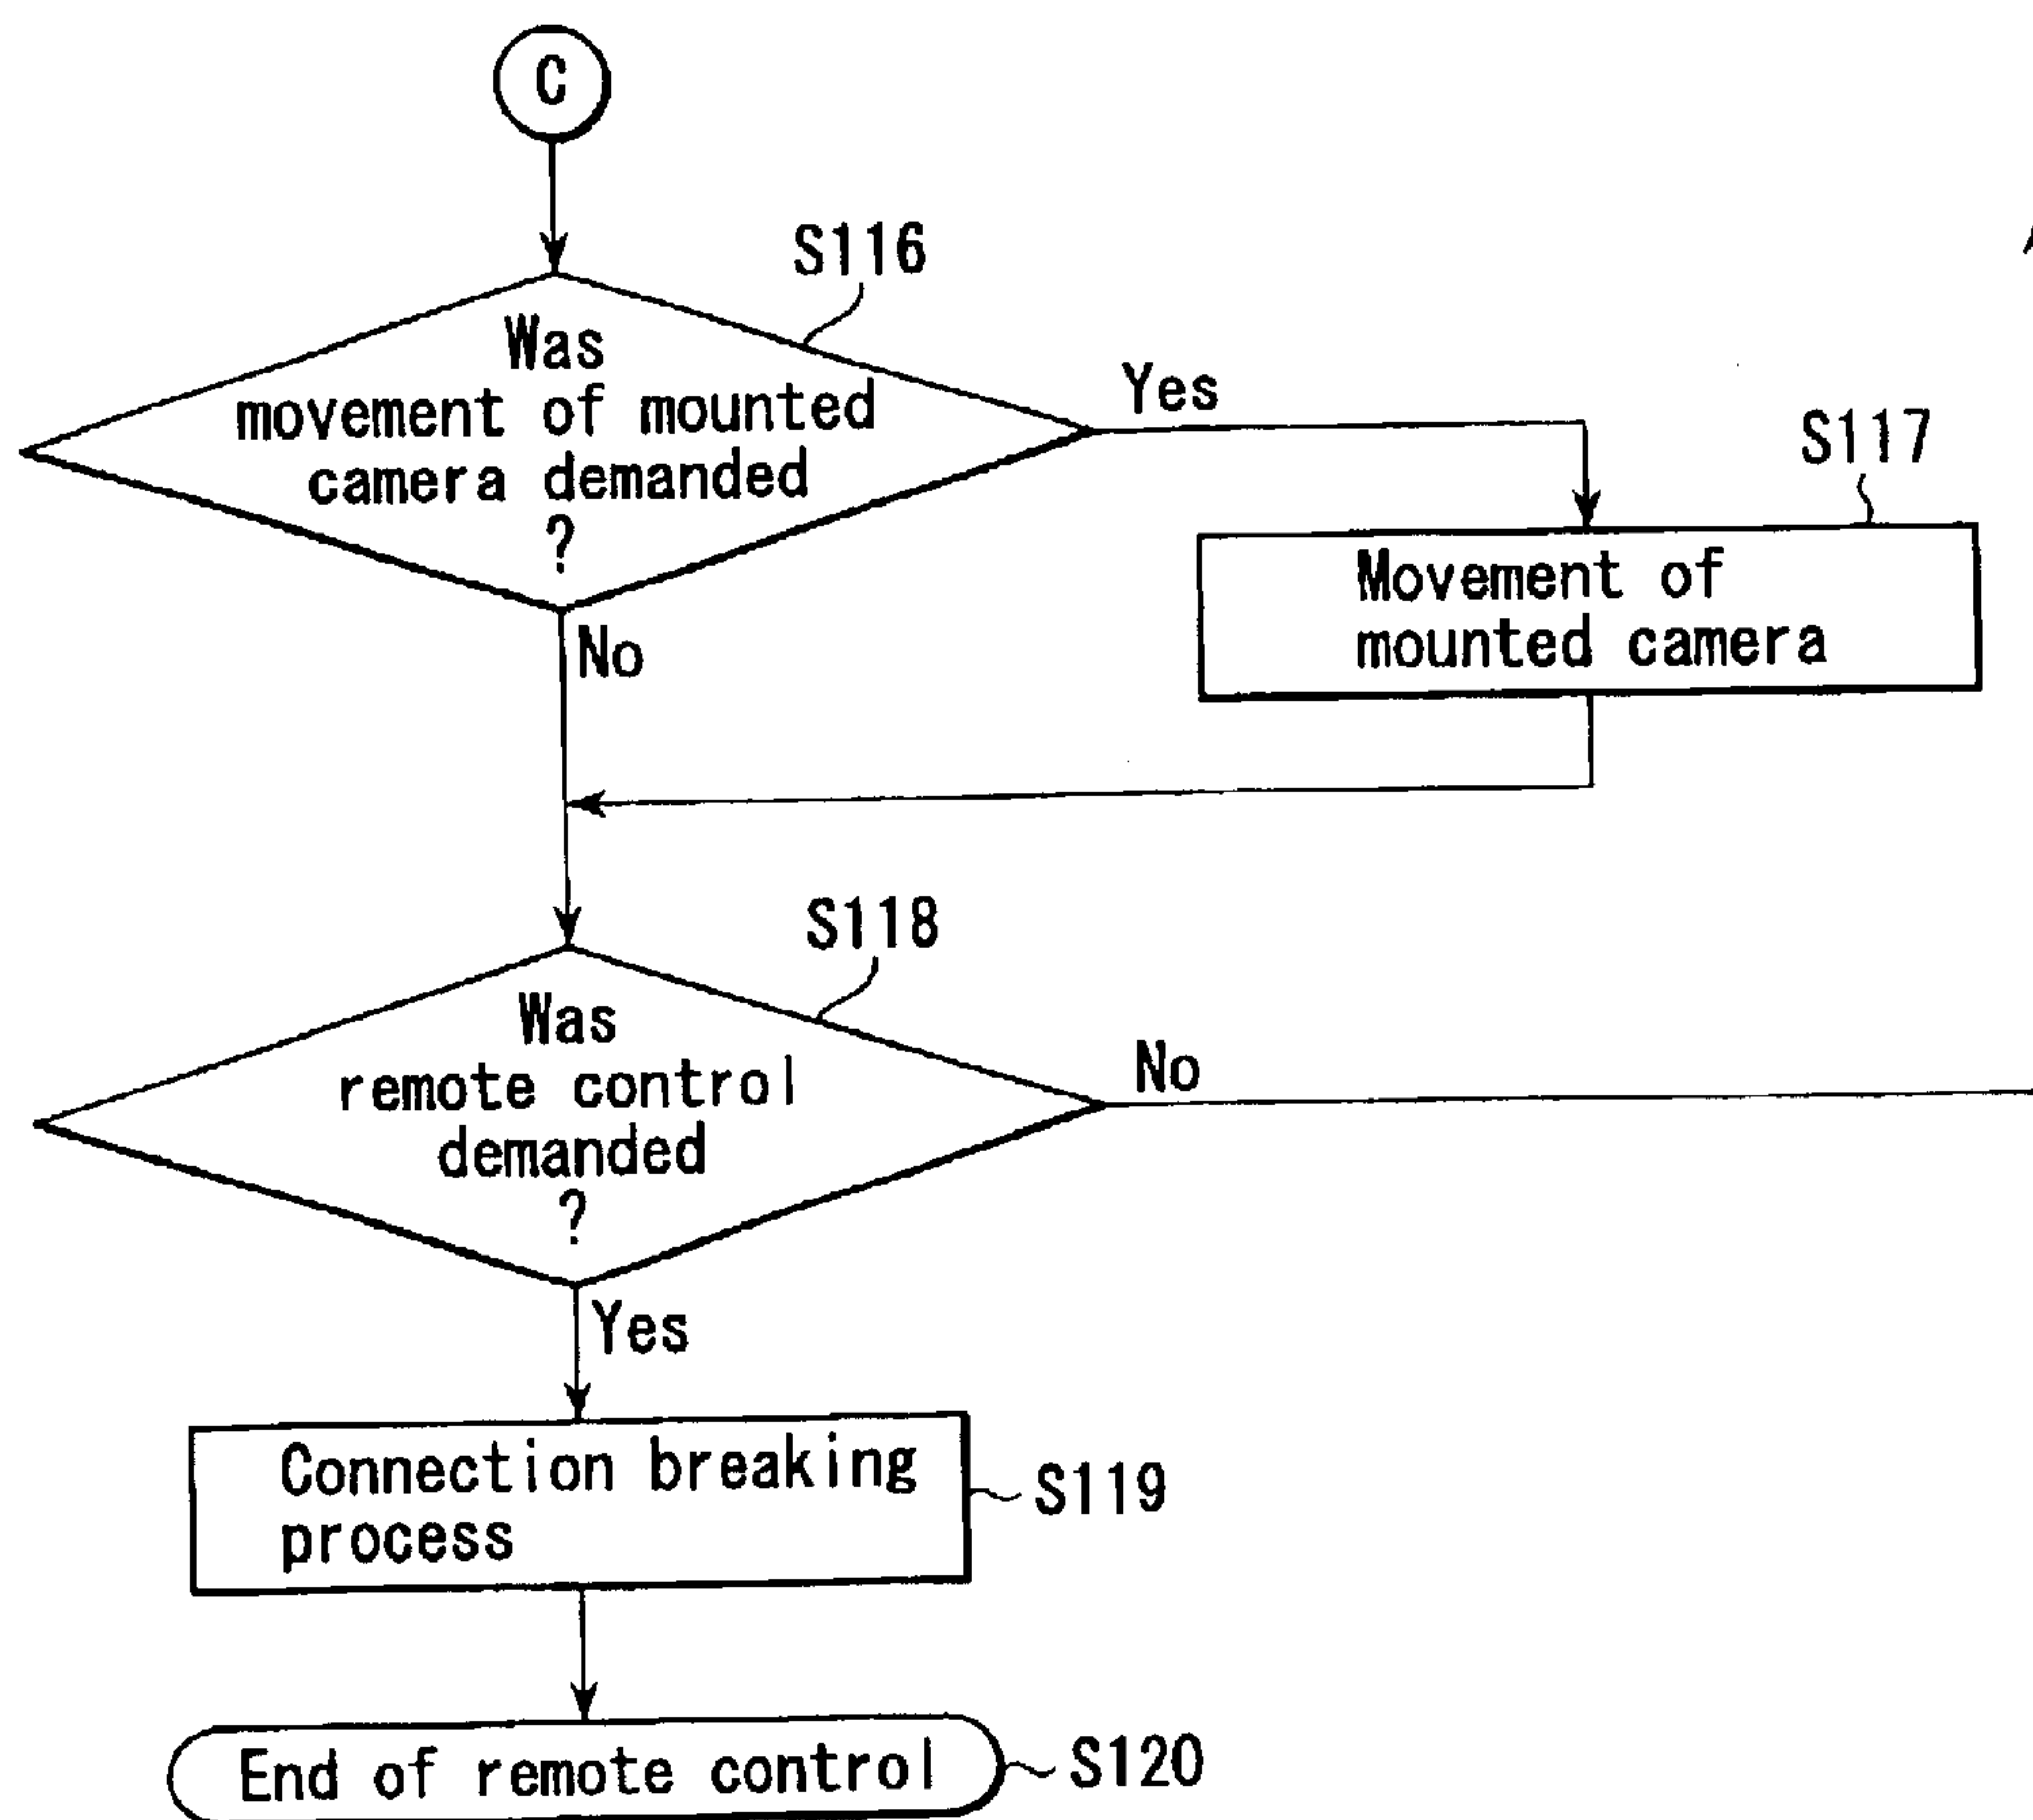 C
S116
Was
movement of mounted
camera demanded
?
Yes
No
S117
Movement of
mounted camera
S118
Was
remote control
demanded
?
No
Yes
Connection breaking
process
S119
End of remote control
S120